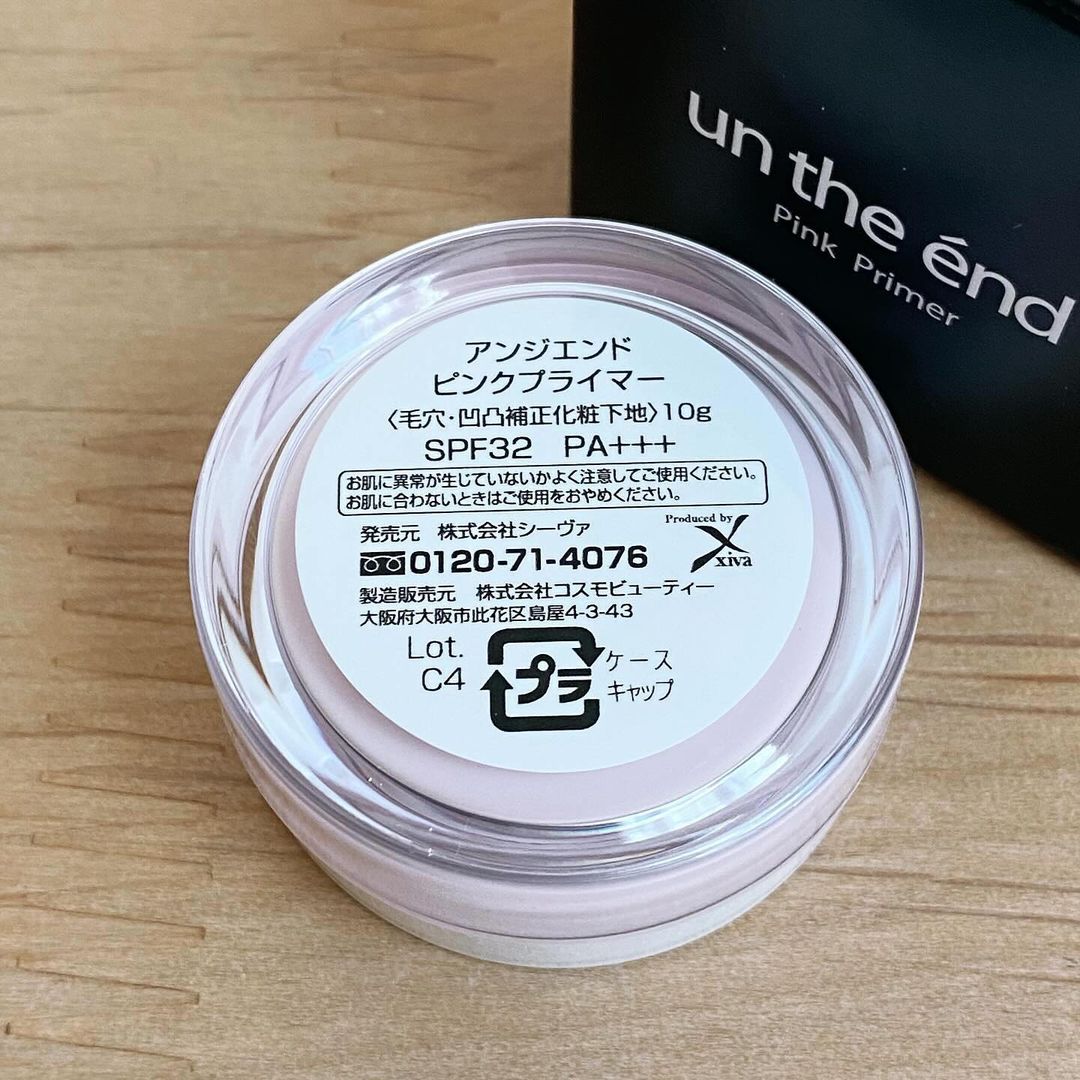 un the énd
Pink Primer
アンジエンド
ピンクプライマー
〈毛穴・凹凸補正化粧下地〉10g
SPF32 PA+++
お肌に異常が生じていないかよく注意してご使用ください。
お肌に合わないときはご使用をおやめください。
発売元 株式会社シーヴァ
0120-71-4076
Produced by
xiva
製造販売元 株式会社コスモビューティー
大阪府大阪市此花区島屋4-3-43
Lot.
C4
プラ
ケース
キャップ